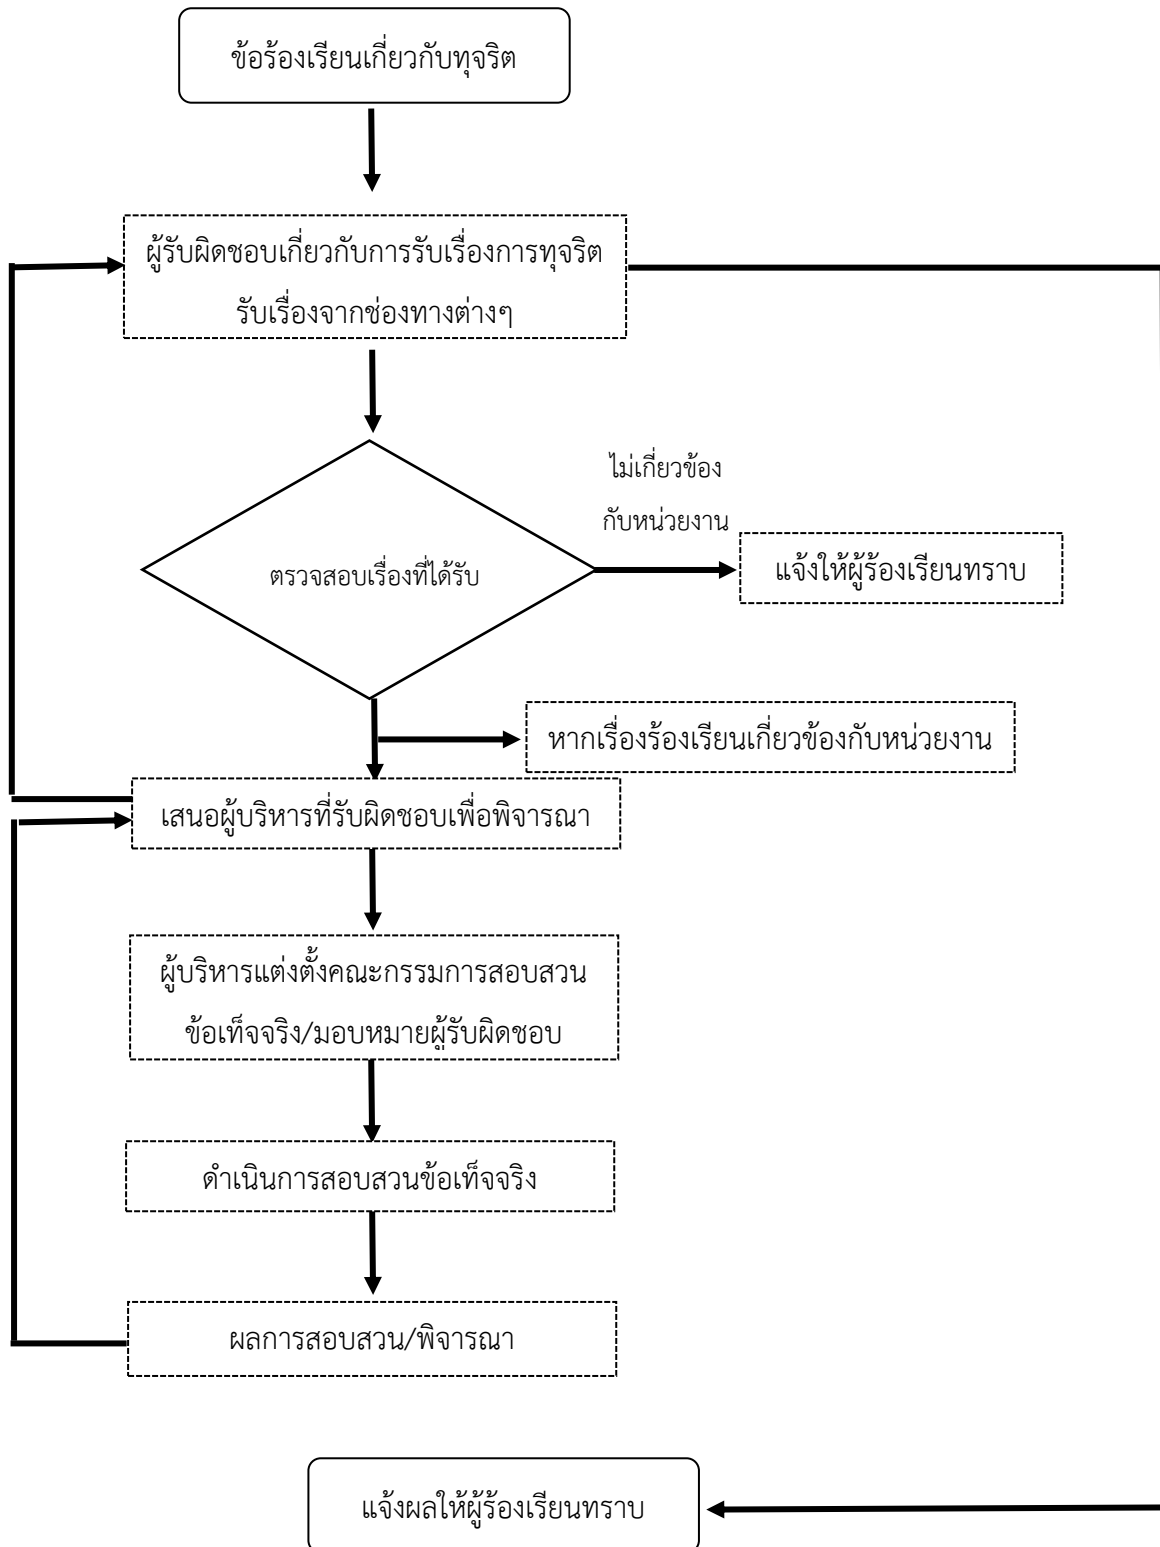 ข้อร้องเรียนเกี่ยวกับทุจริต
ผู้รับผิดชอบเกี่ยวกับการรับเรื่องการทุจริต
รับเรื่องจากช่องทางต่างๆ
ไม่เกี่ยวข้อง
กับหน่วยงาน
ตรวจสอบเรื่องที่ได้รับ
แจ้งให้ผู้ร้องเรียนทราบ
หากเรื่องร้องเรียนเกี่ยวข้องกับหน่วยงาน
เสนอผู้บริหารที่รับผิดชอบเพื่อพิจารณา
ผู้บริหารแต่งตั้งคณะกรรมการสอบสวน
ข้อเท็จจริง/มอบหมายผู้รับผิดชอบ
ดำเนินการสอบสวนข้อเท็จจริง
ผลการสอบสวน/พิจารณา
แจ้งผลให้ผู้ร้องเรียนทราบ